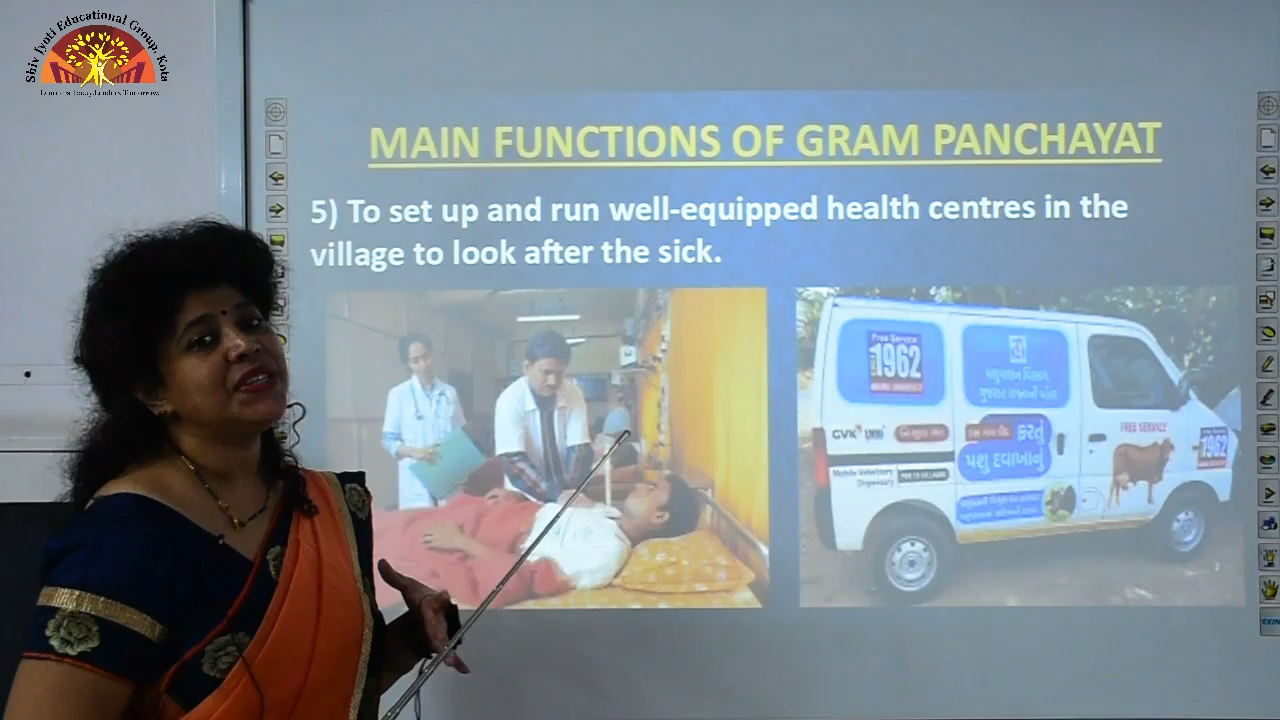 Shiv Jyoti Educational Group, Kota
MAIN FUNCTIONS OF GRAM PANCHAYAT
5) To set up and run well-equipped health centres in the
village to look after the sick.
Free Service
1962
GVK EMRI
ફરતું
પશુ દવાખાનું
Mobile Veterinary
Dispensary
FREE SERVICE
1962